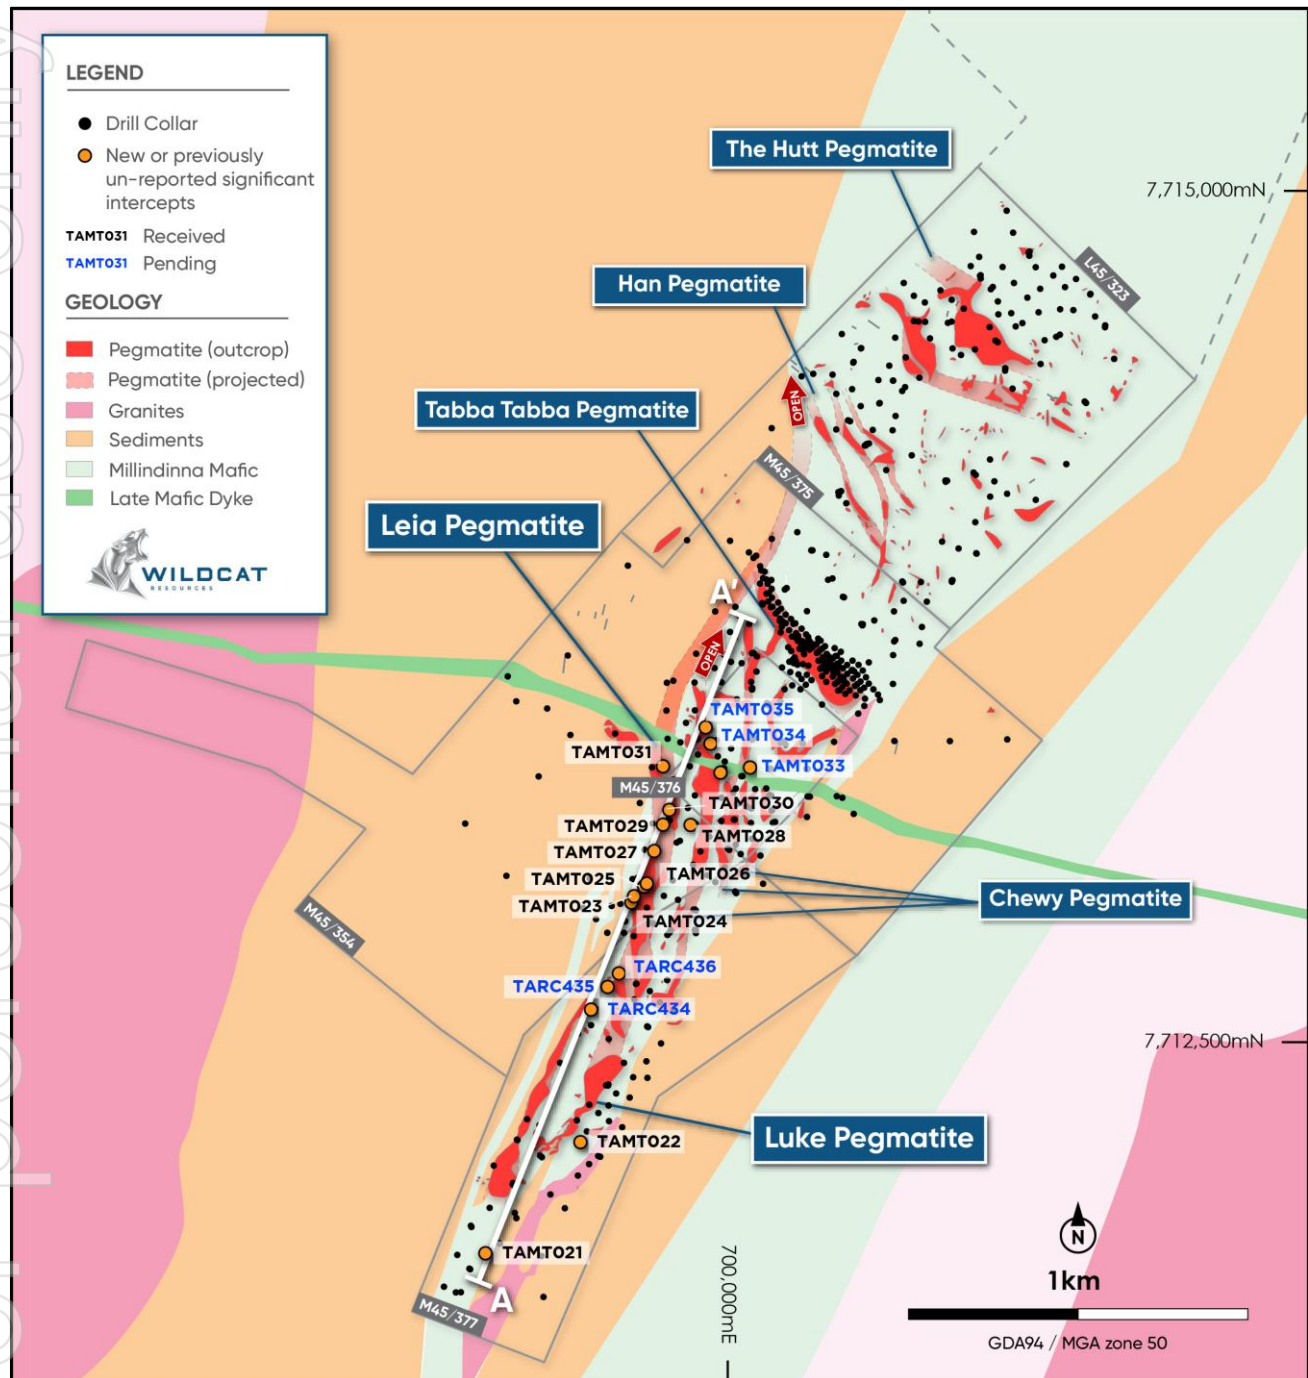 LEGEND
Drill Collar
New or previously
un-reported significant
intercepts
TAMT031 Received
TAMT031 Pending
GEOLOGY
Pegmatite (outcrop)
Pegmatite (projected)
Granites
Sediments
Millindinna Mafic
Late Mafic Dyke
WILDCAT
RESOURCES
The Hutt Pegmatite
7,715,000mN
L45/323
Han Pegmatite
OPEN
Tabba Tabba Pegmatite
M45/375
Leia Pegmatite
A'
OPEN
TAMT035
TAMT034
TAMT031
TAMT033
M45/376
TAMT030
TAMT029
TAMT028
TAMT027
TAMT025
TAMT026
TAMT023
TAMT024
Chewy Pegmatite
M45/354
TARC436
TARC435
TARC434
7,712,500mN
Luke Pegmatite
TAMT022
TAMT021
A
M45/377
700,000mE
N
1km
GDA94 / MGA zone 50